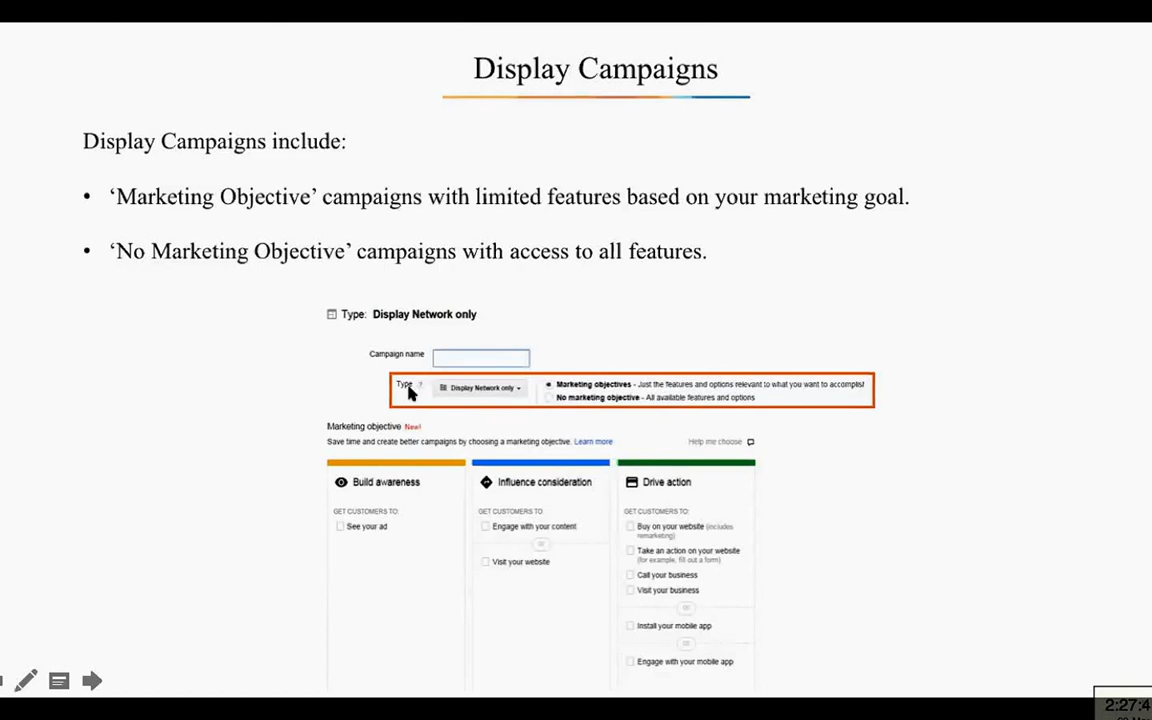 Display Campaigns
Display Campaigns include:
• ‘Marketing Objective’ campaigns with limited features based on your marketing goal.
• ‘No Marketing Objective’ campaigns with access to all features.
Type: Display Network only
Campaign name
Type ? Display Network only Marketing objectives - Just the features and options relevant to what you want to accomplish
No marketing objective - All available features and options
Marketing objective New!
Save time and create better campaigns by choosing a marketing objective. Learn more Help me choose
Build awareness
GET CUSTOMERS TO:
See your ad
Influence consideration
GET CUSTOMERS TO
Engage with your content
Visit your website
Drive action
GET CUSTOMERS TO:
Buy on your website (includes
remarketing)
Take an action on your website
(for example, fill out a form)
Call your business
Visit your business
Install your mobile app
Engage with your mobile app
2:27:4